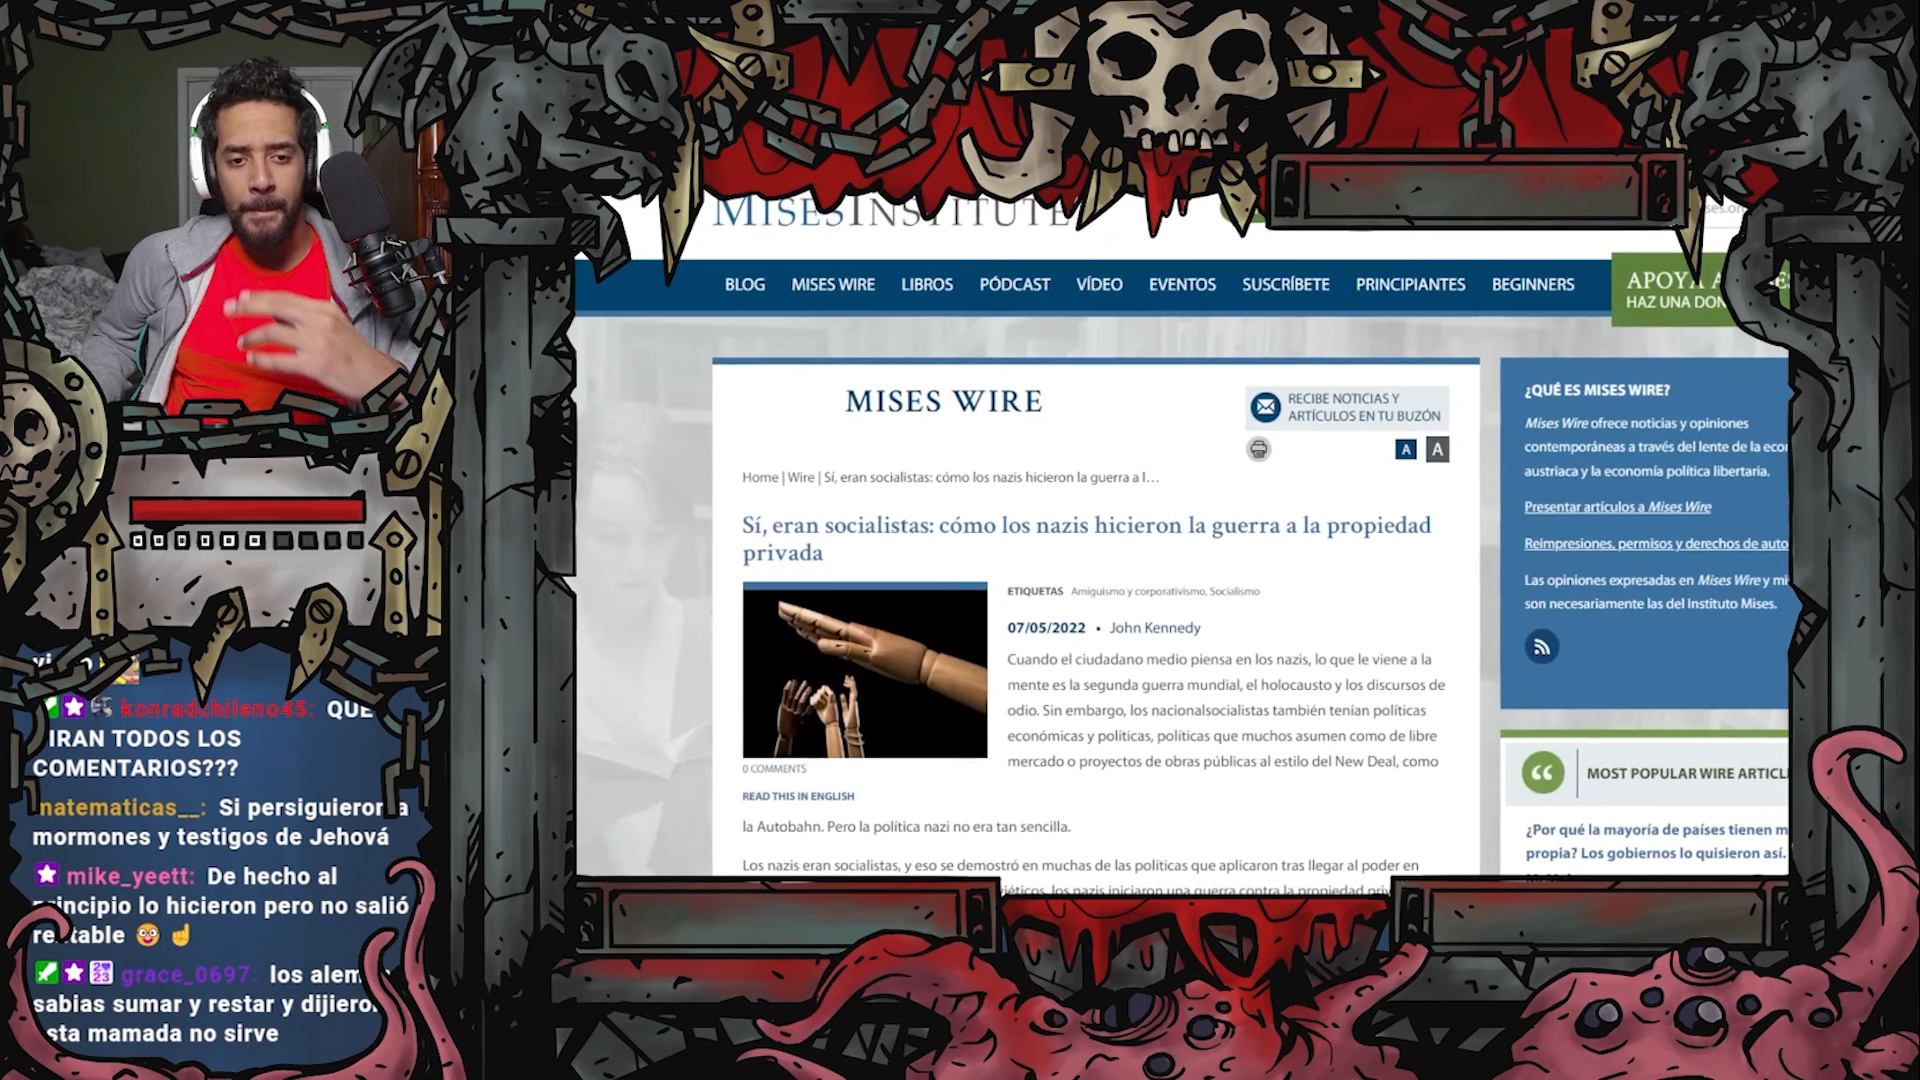 MISES INSTITUTE
BLOG MISES WIRE LIBROS PÓDCAST VÍDEO EVENTOS SUSCRÍBETE PRINCIPIANTES BEGINNERS
APOYA A
HAZ UNA DON
MISES WIRE
RECIBE NOTICIAS Y
ARTÍCULOS EN TU BUZÓN
A A
Home | Wire | Sí, eran socialistas: cómo los nazis hicieron la guerra a l…
Sí, eran socialistas: cómo los nazis hicieron la guerra a la propiedad
privada
ETIQUETAS Amiguismo y corporativismo, Socialismo
07/05/2022 • John Kennedy
Cuando el ciudadano medio piensa en los nazis, lo que le viene a la
mente es la segunda guerra mundial, el holocausto y los discursos de
odio. Sin embargo, los nacionalsocialistas también tenían políticas
económicas y políticas, políticas que muchos asumen como de libre
mercado o proyectos de obras públicas al estilo del New Deal, como
0 COMMENTS
READ THIS IN ENGLISH
la Autobahn. Pero la política nazi no era tan sencilla.
Los nazis eran socialistas, y eso se demostró en muchas de las políticas que aplicaron tras llegar al poder en
los nazis iniciaron una guerra contra la propiedad
¿QUÉ ES MISES WIRE?
Mises Wire ofrece noticias y opiniones
contemporáneas a través del lente de la eco
austriaca y la economía política libertaria.
Presentar artículos a Mises Wire
Reimpresiones, permisos y derechos de auto
Las opiniones expresadas en Mises Wire y mi
son necesariamente las del Instituto Mises.
MOST POPULAR WIRE ARTICL
¿Por qué la mayoría de países tienen m
propia? Los gobiernos lo quisieron así.
konradchileno45: QUE
IRAN TODOS LOS
COMENTARIOS???
matematicas__: Si persiguieron a
mormones y testigos de Jehová
mike_yeett: De hecho al
principio lo hicieron pero no salió
rentable 🤡 ☝
grace_0697: los alem
sabias sumar y restar y dijiero
sta mamada no sirve